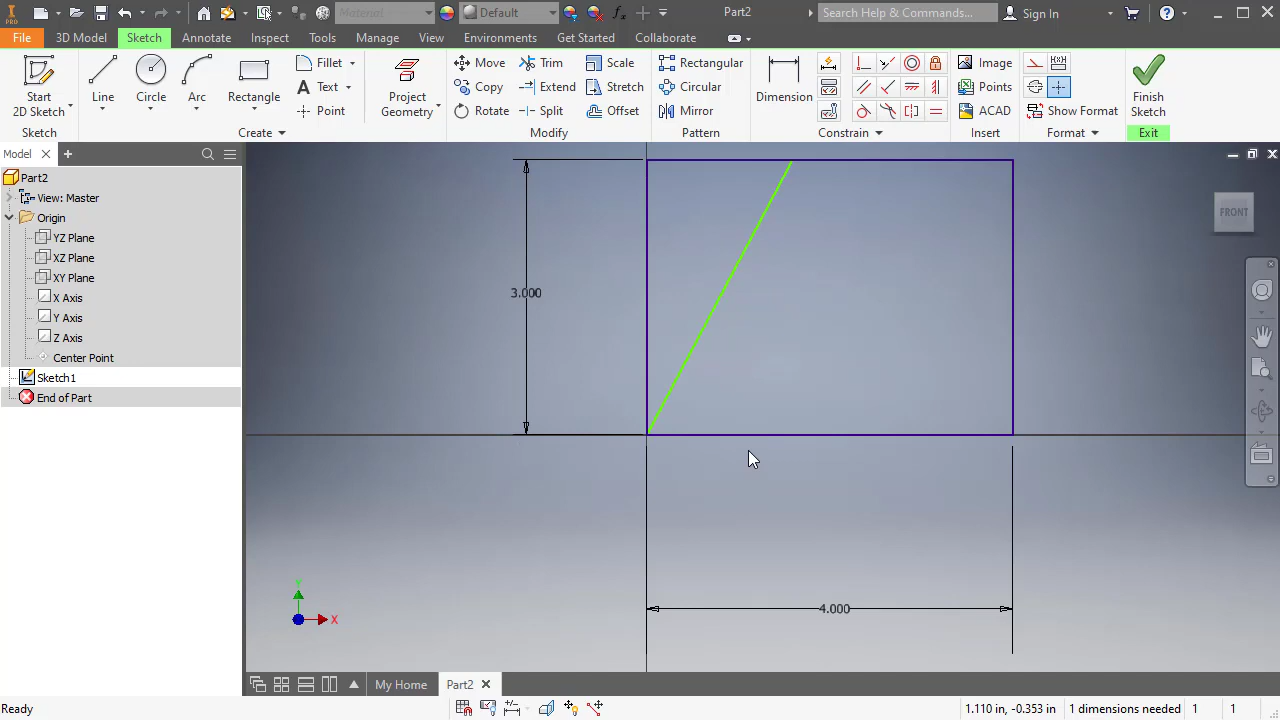 PRO Material Default fx Part2 Search Help & Commands... Sign In
File 3D Model Sketch Annotate Inspect Tools Manage View Environments Get Started Collaborate
Fillet Move Trim Scale Rectangular Image
Text Copy Extend Stretch Circular Points
Point Rotate Split Offset Mirror ACAD Show Format
Start 2D Sketch Line Circle Arc Rectangle Project Geometry Dimension Finish Sketch
Sketch Create Modify Pattern Constrain Insert Format Exit
Model
Part2
View: Master
Origin
YZ Plane
XZ Plane
XY Plane
X Axis
Y Axis
Z Axis
Center Point
Sketch1
End of Part
FRONT
3.000
4.000
Y
X
My Home Part2
Ready 1.110 in, -0.353 in 1 dimensions needed 1 1